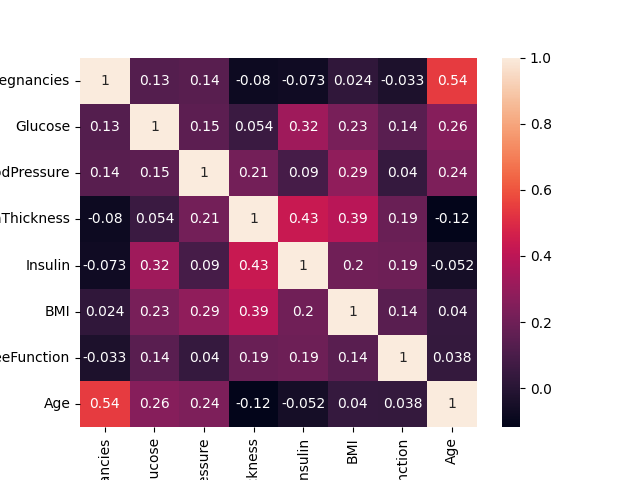 egnancies 1 0.13 0.14 -0.08 -0.073 0.024 -0.033 0.54
Glucose 0.13 1 0.15 0.054 0.32 0.23 0.14 0.26
dPressure 0.14 0.15 1 0.21 0.09 0.29 0.04 0.24
Thickness -0.08 0.054 0.21 1 0.43 0.39 0.19 -0.12
Insulin -0.073 0.32 0.09 0.43 1 0.2 0.19 -0.052
BMI 0.024 0.23 0.29 0.39 0.2 1 0.14 0.04
eeFunction -0.033 0.14 0.04 0.19 0.19 0.14 1 0.038
Age 0.54 0.26 0.24 -0.12 -0.052 0.04 0.038 1
ancies
ucose
essure
kness
nsulin
BMI
nction
Age
1.0
0.8
0.6
0.4
0.2
0.0